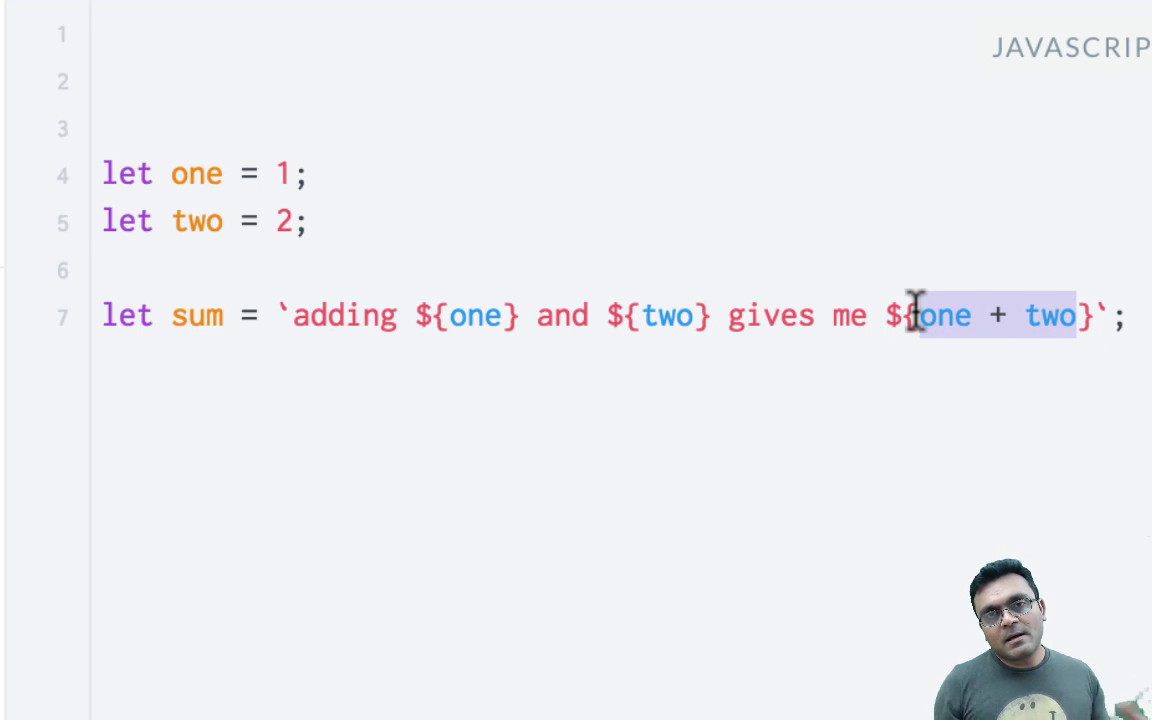 1
JAVASCRIP
2
3
4 let one = 1;
5 let two = 2;
6
7 let sum = `adding ${one} and ${two} gives me ${one + two}`;